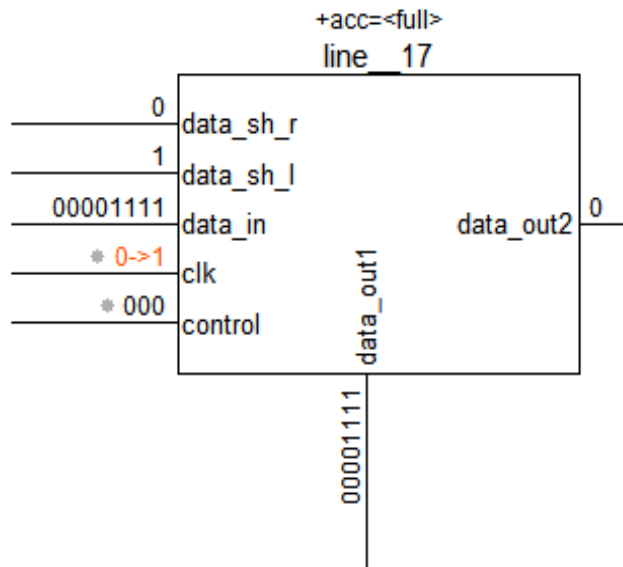 +acc=<full>
line__17
0
data_sh_r
1
data_sh_l
00001111
data_in
data_out2
0
0->1
clk
000
control
data_out1
00001111